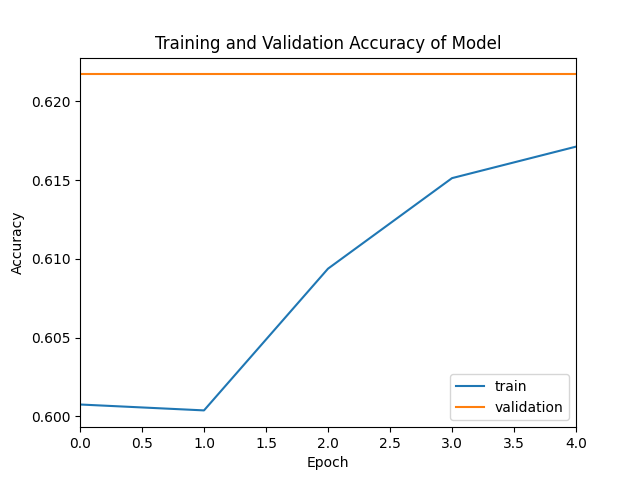 Training and Validation Accuracy of Model
0.620
0.615
0.610
0.605
0.600
Accuracy
train
validation
0.0 0.5 1.0 1.5 2.0 2.5 3.0 3.5 4.0
Epoch